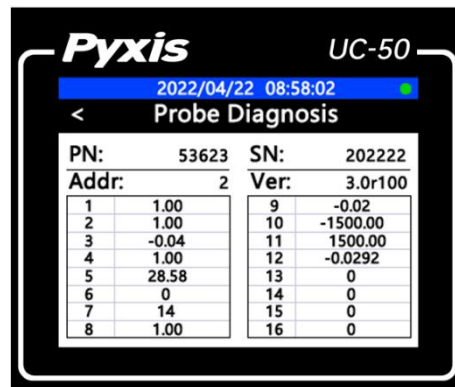 Pyxis UC-50
2022/04/22 08:58:02
< Probe Diagnosis
PN: 53623 SN: 202222
Addr: 2 Ver: 3.0r100
1 1.00 9 -0.02
2 1.00 10 -1500.00
3 -0.04 11 1500.00
4 1.00 12 -0.0292
5 28.58 13 0
6 0 14 0
7 14 15 0
8 1.00 16 0